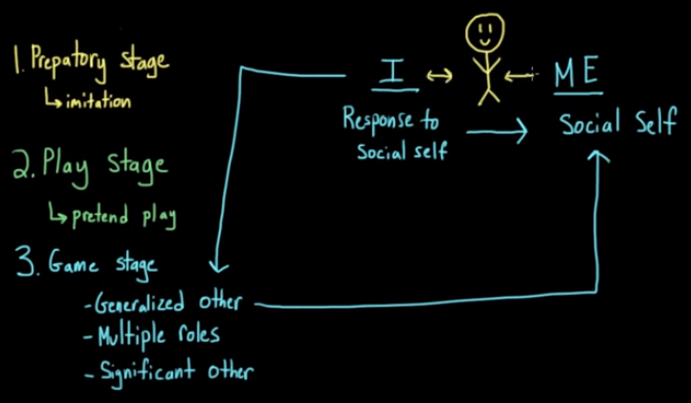 1. Prepatory stage
↳imitation
2. Play stage
↳pretend play
3. Game stage
- Generalized other
- Multiple roles
- Significant other
I
Response to
Social self
ME
Social Self